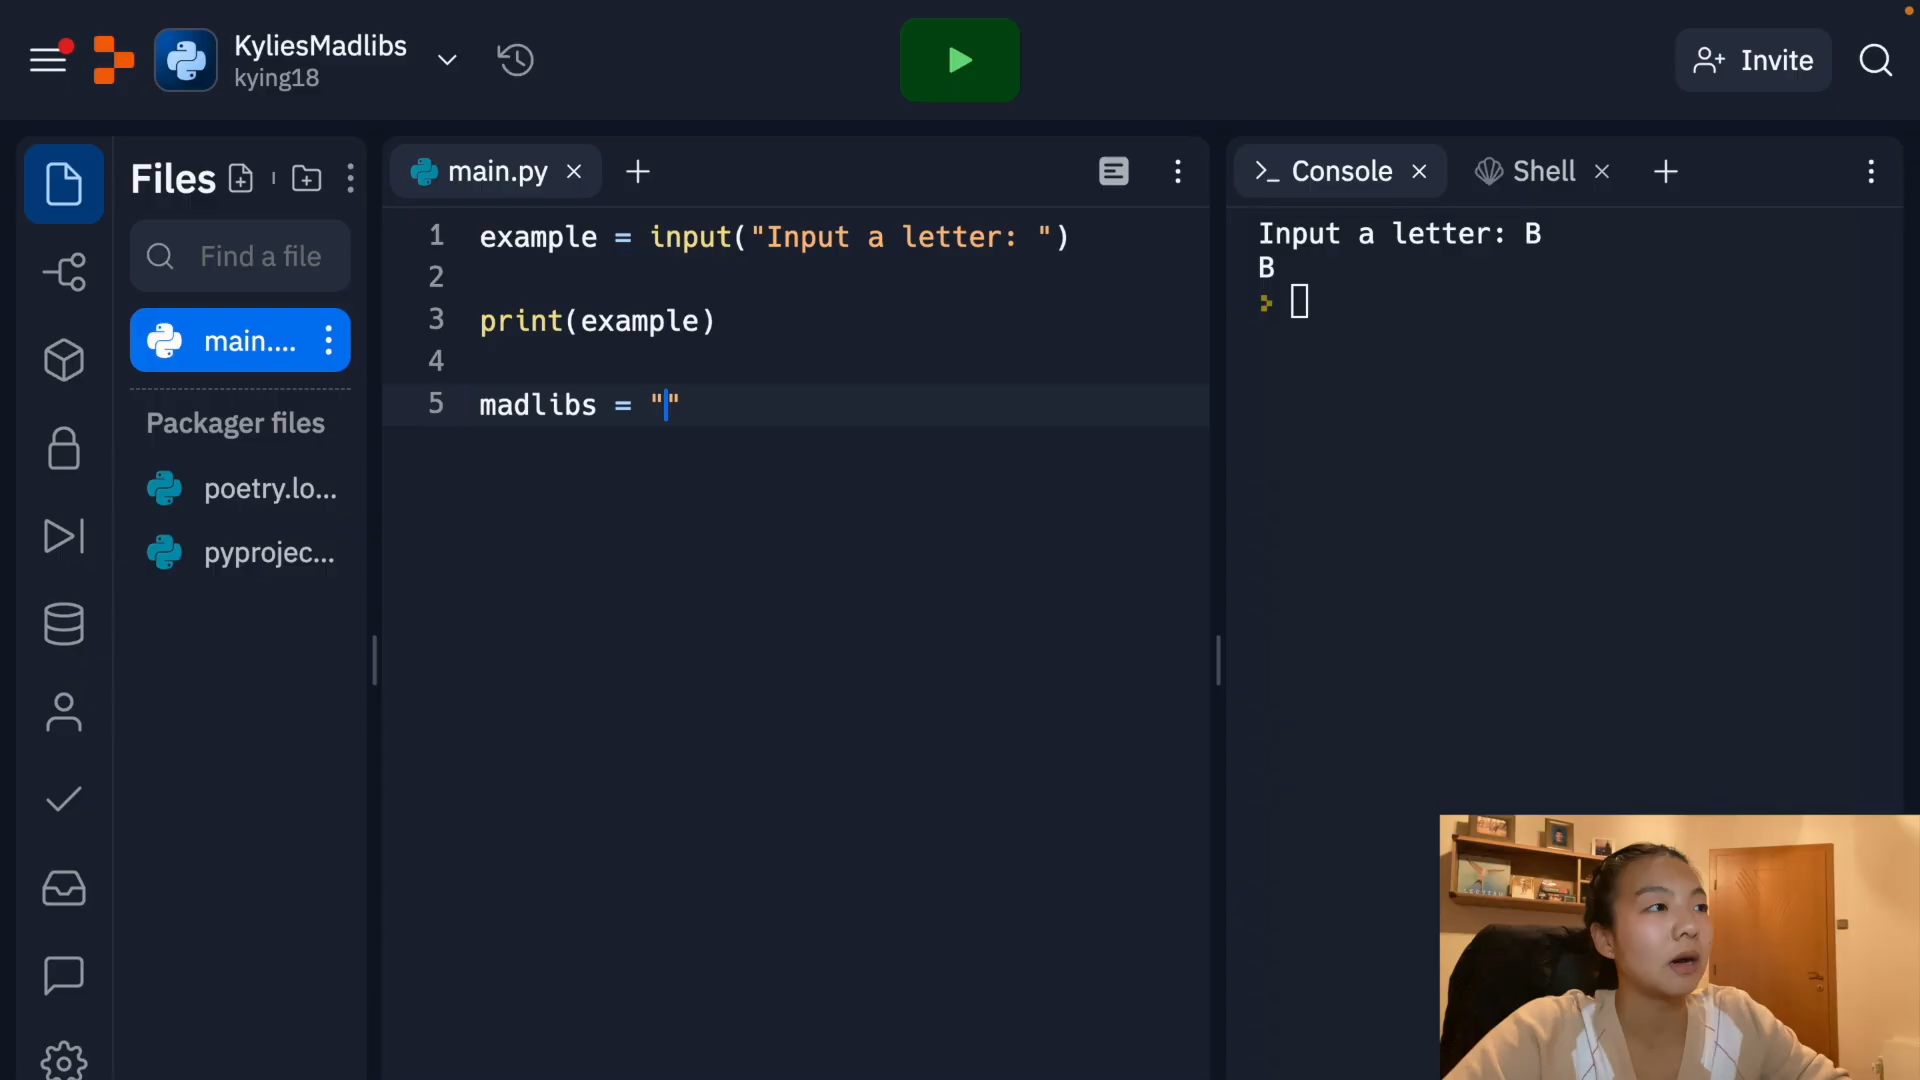 KyliesMadlibs
kying18
Invite
Files
Find a file
main....
Packager files
poetry.lo...
pyprojec...
main.py
1 example = input("Input a letter: ")
2
3 print(example)
4
5 madlibs = ""
Console
Shell
Input a letter: B
B